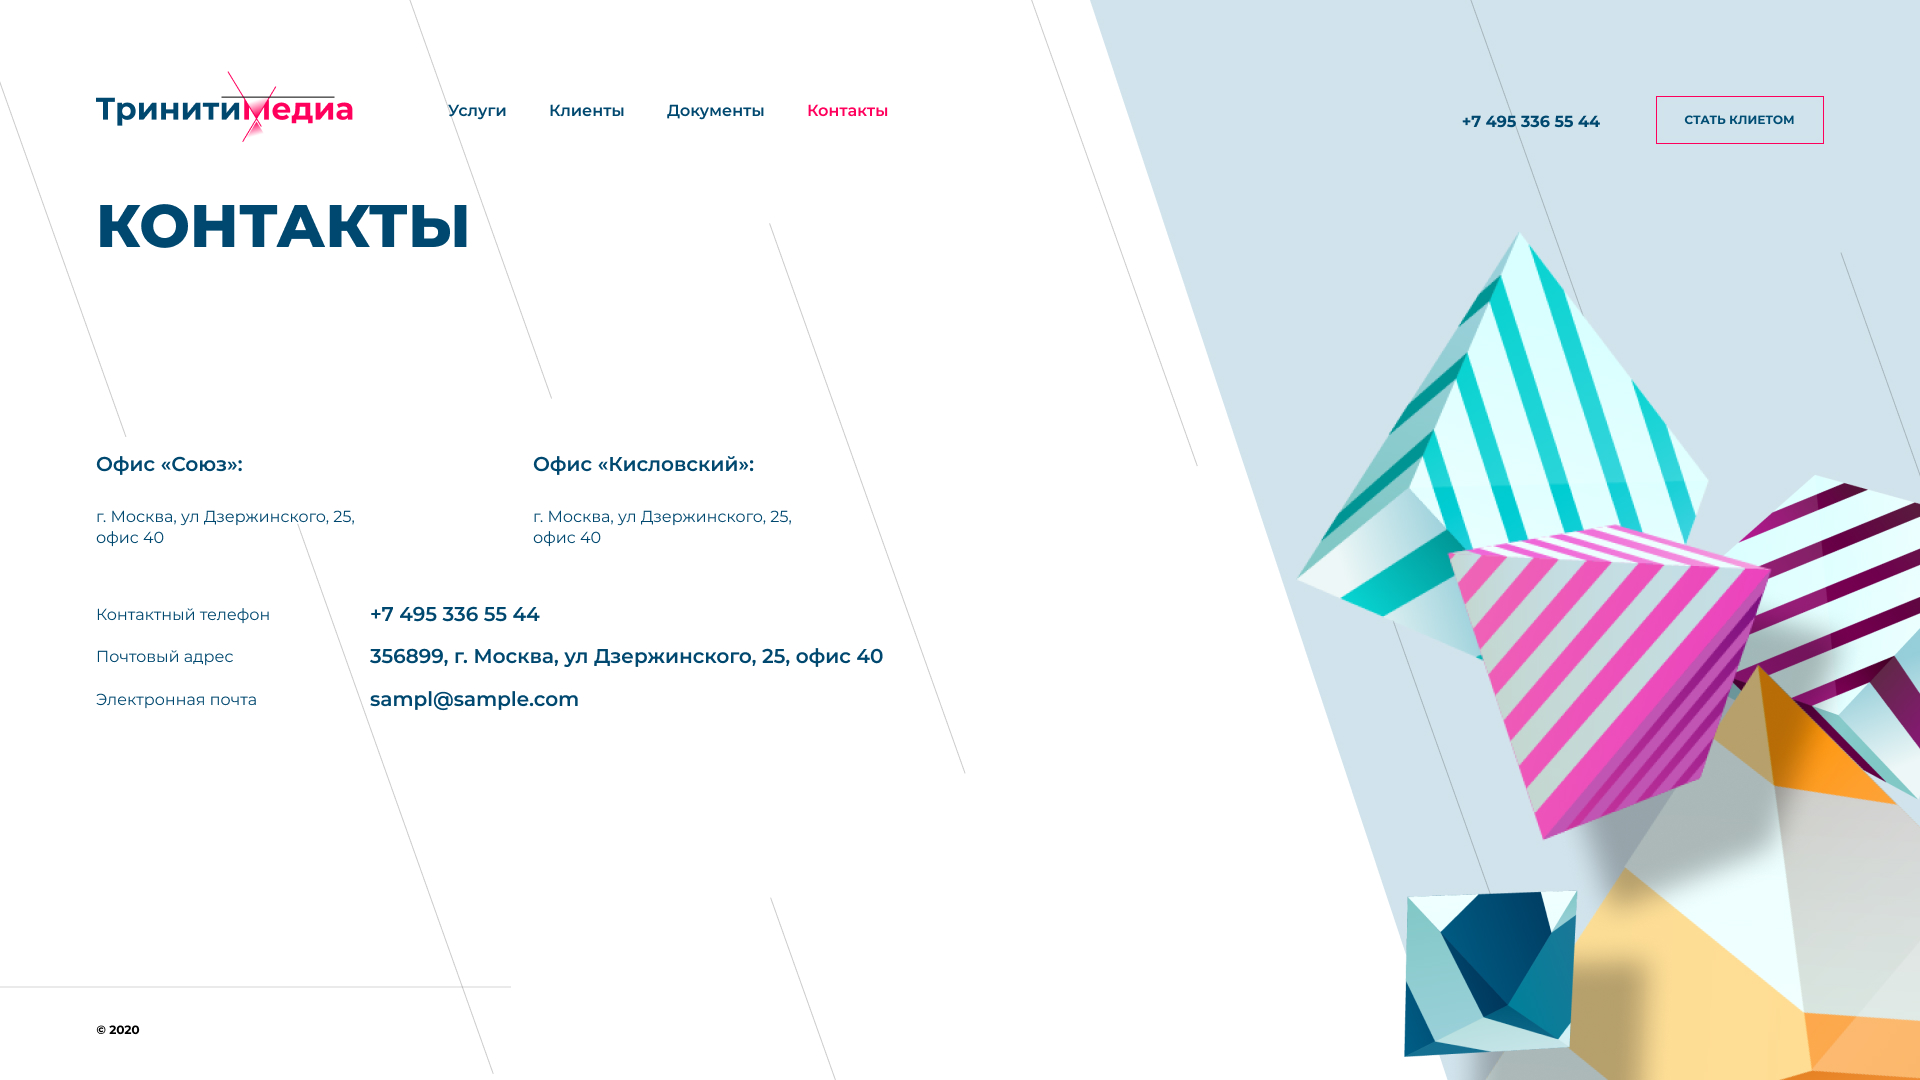 ТринитиМедиа
Услуги
Клиенты
Документы
Контакты
+7 495 336 55 44
СТАТЬ КЛИЕТОМ
КОНТАКТЫ
Офис «Союз»:
г. Москва, ул Дзержинского, 25,
офис 40
Офис «Кисловский»:
г. Москва, ул Дзержинского, 25,
офис 40
Контактный телефон
+7 495 336 55 44
Почтовый адрес
356899, г. Москва, ул Дзержинского, 25, офис 40
Электронная почта
sampl@sample.com
© 2020